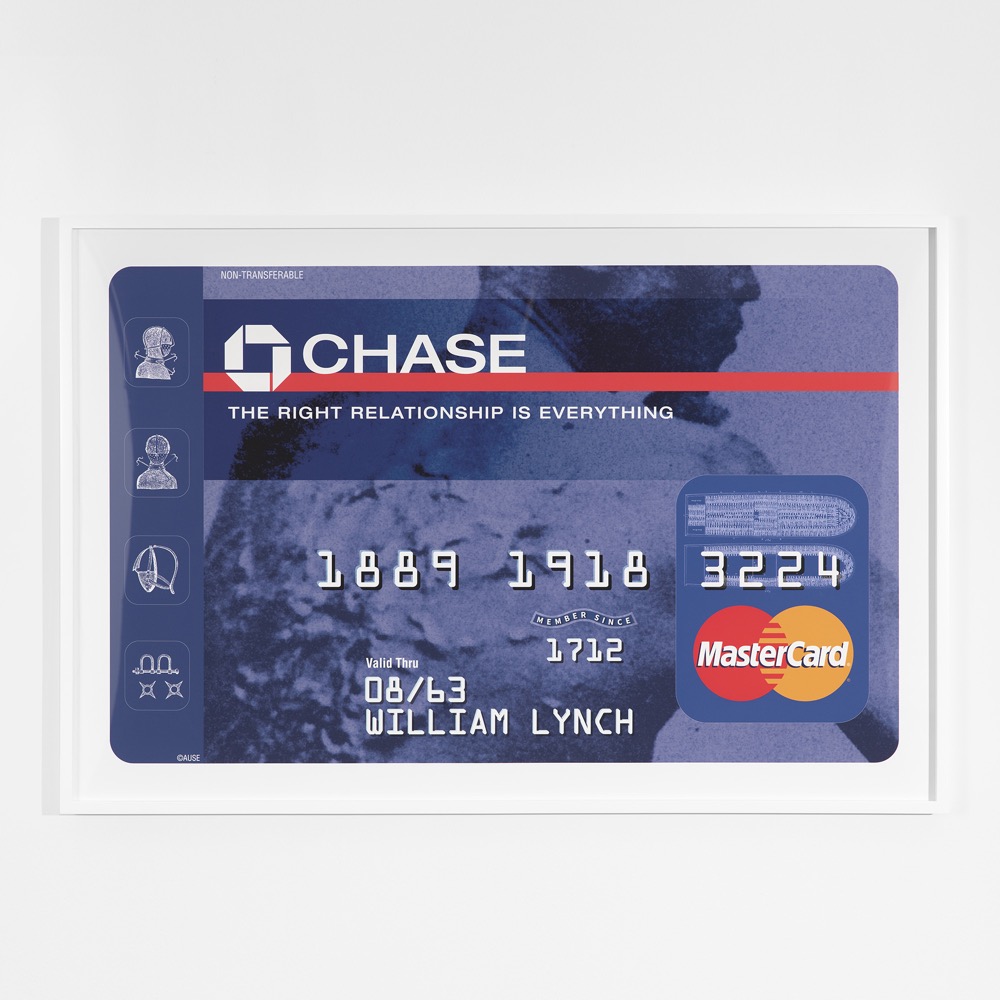 NON-TRANSFERABLE
CHASE
THE RIGHT RELATIONSHIP IS EVERYTHING
1889 1918 3224
MEMBER SINCE
1712
Valid Thru
08/63
WILLIAM LYNCH
MasterCard
©AUSE